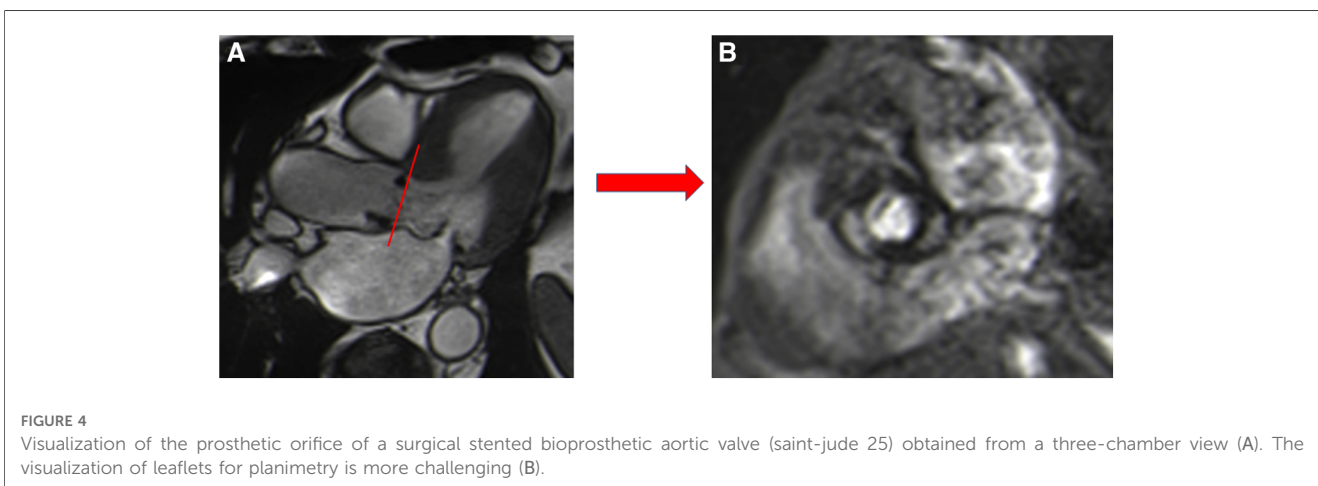 A
B
FIGURE 4
Visualization of the prosthetic orifice of a surgical stented bioprosthetic aortic valve (saint-jude 25) obtained from a three-chamber view (A). The
visualization of leaflets for planimetry is more challenging (B).